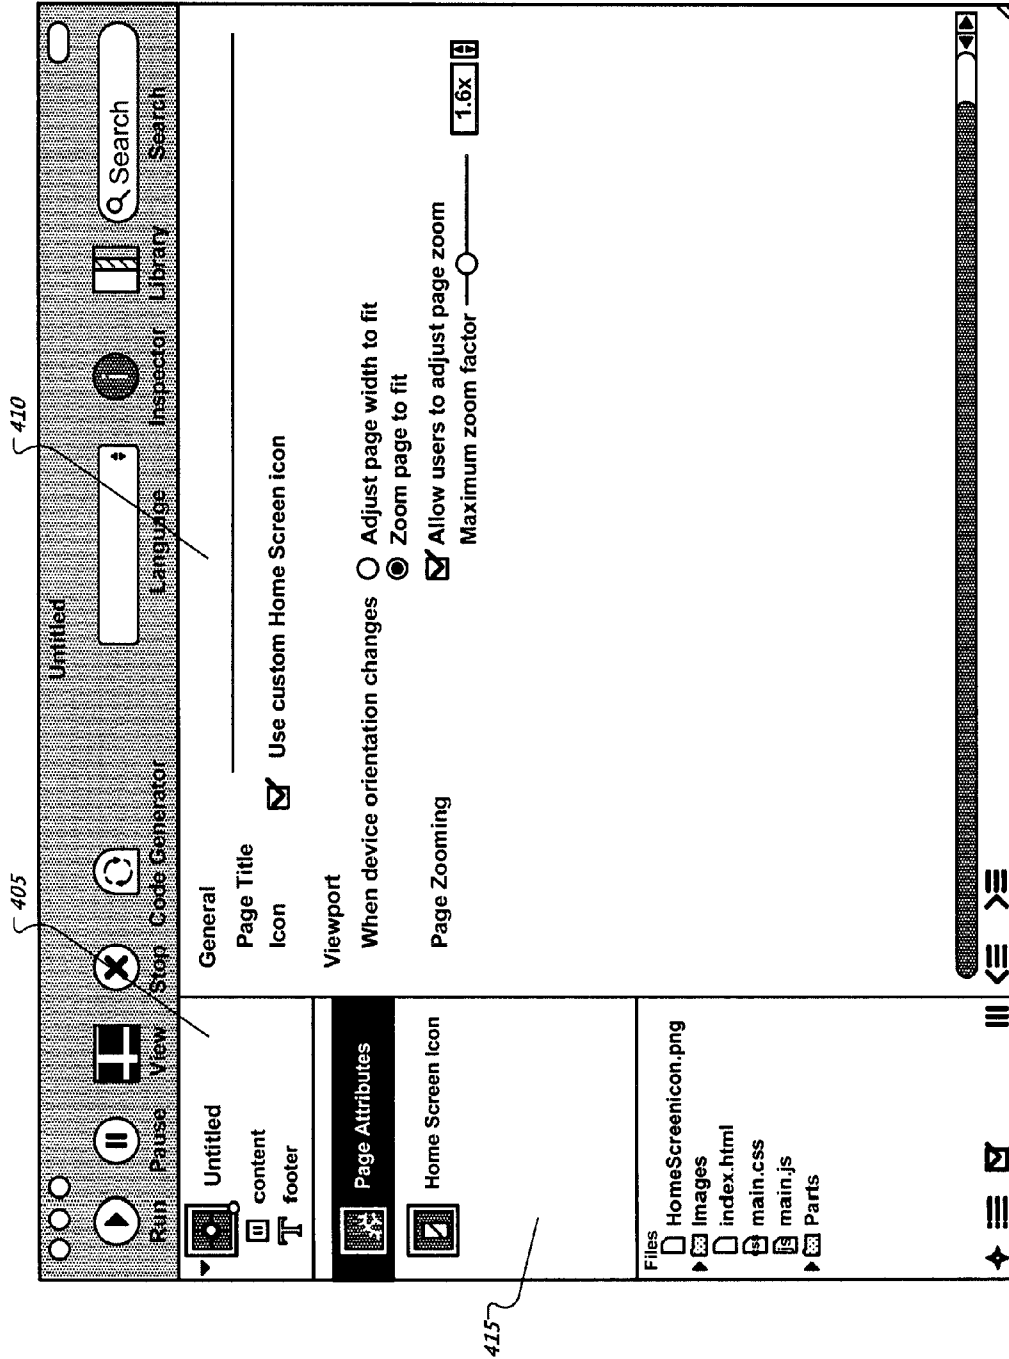 405
410
Untitled
Search
Run Pause View Stop Code Generator Language Inspector Library Search
Untitled
content
footer
Page Attributes
Home Screen Icon
415
Files
HomeScreenicon.png
Images
index.html
css main.css
js main.js
Parts
General
Page Title
Icon Use custom Home Screen icon
Viewport
When device orientation changes Adjust page width to fit
Zoom page to fit
Page Zooming Allow users to adjust page zoom
Maximum zoom factor 1.6x